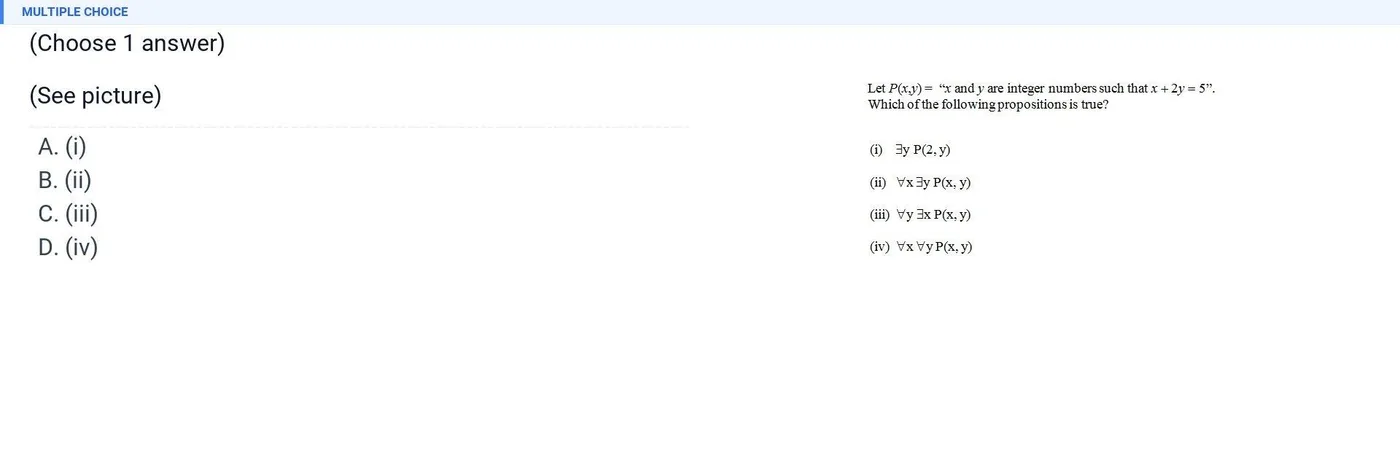 MULTIPLE CHOICE
(Choose 1 answer)
(See picture)
A. (i)
B. (ii)
C. (iii)
D. (iv)
Let P(x,y) = “x and y are integer numbers such that x + 2y = 5”.
Which of the following propositions is true?
(i) ∃y P(2, y)
(ii) ∀x ∃y P(x, y)
(iii) ∀y ∃x P(x, y)
(iv) ∀x ∀y P(x, y)